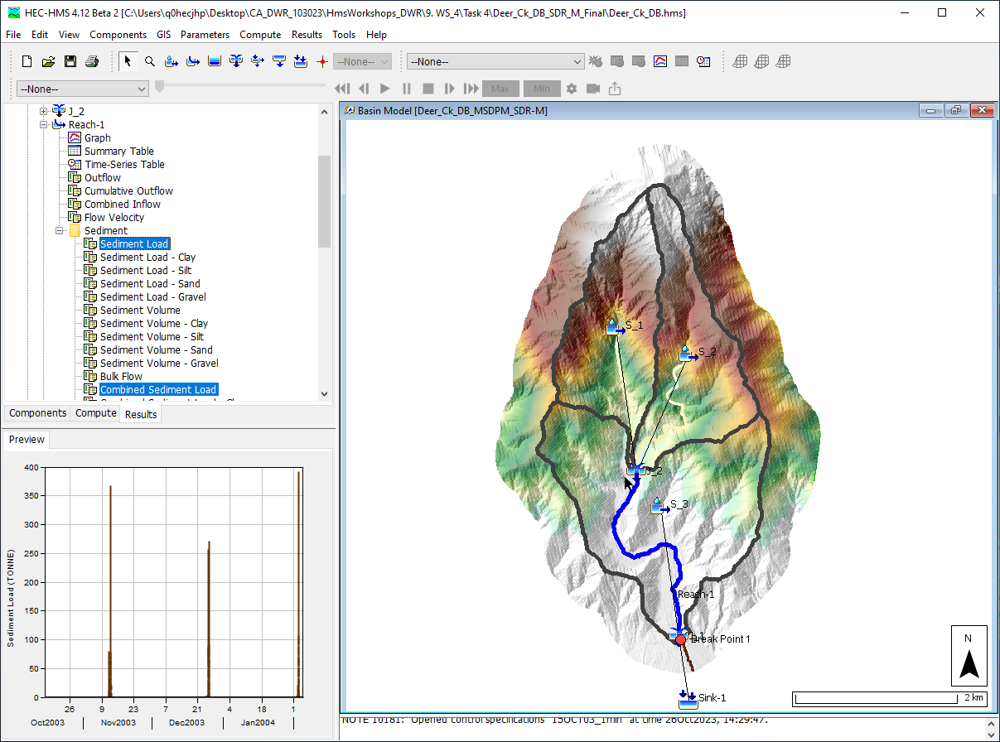 HEC-HMS 4.12 Beta 2 [C:\Users\q0hecjhp\Desktop\CA_DWR_103023\HmsWorkshops_DWR\9. WS_4\Task 4\Deer_Ck_DB_SDR_M_Final\Deer_Ck_DB.hms]
File Edit View Components GIS Parameters Compute Results Tools Help
--None-- --None--
--None-- Max Min
J_2
Reach-1
Graph
Summary Table
Time-Series Table
Outflow
Cumulative Outflow
Combined Inflow
Flow Velocity
Sediment
Sediment Load
Sediment Load - Clay
Sediment Load - Silt
Sediment Load - Sand
Sediment Load - Gravel
Sediment Volume
Sediment Volume - Clay
Sediment Volume - Silt
Sediment Volume - Sand
Sediment Volume - Gravel
Bulk Flow
Combined Sediment Load
Components Compute Results
Preview
Sediment Load (TONNE)
400
350
300
250
200
150
100
50
0
26 9 23 7 21 4 18 1
Oct2003 Nov2003 Dec2003 Jan2004
Basin Model [Deer_Ck_DB_MSDPM_SDR-M]
S_1
S_2
J_2
S_3
Reach-1
Break Point 1
Sink-1
N
2 km
NOTE 10181: Opened control specifications "15OCT03_1min" at time 26Oct2023, 14:29:47.